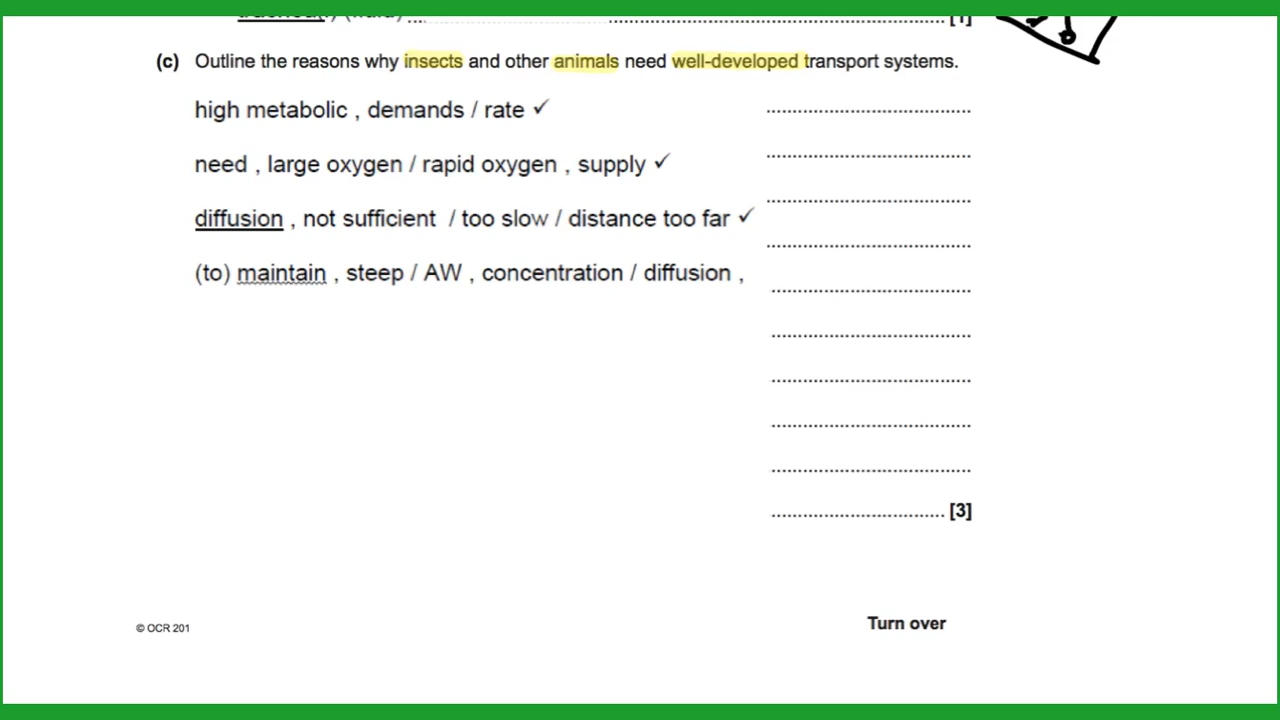 [1]
(c) Outline the reasons why insects and other animals need well-developed transport systems.
high metabolic , demands / rate ✓
need , large oxygen / rapid oxygen , supply ✓
diffusion , not sufficient / too slow / distance too far ✓
(to) maintain , steep / AW , concentration / diffusion ,
[3]
© OCR 201
Turn over